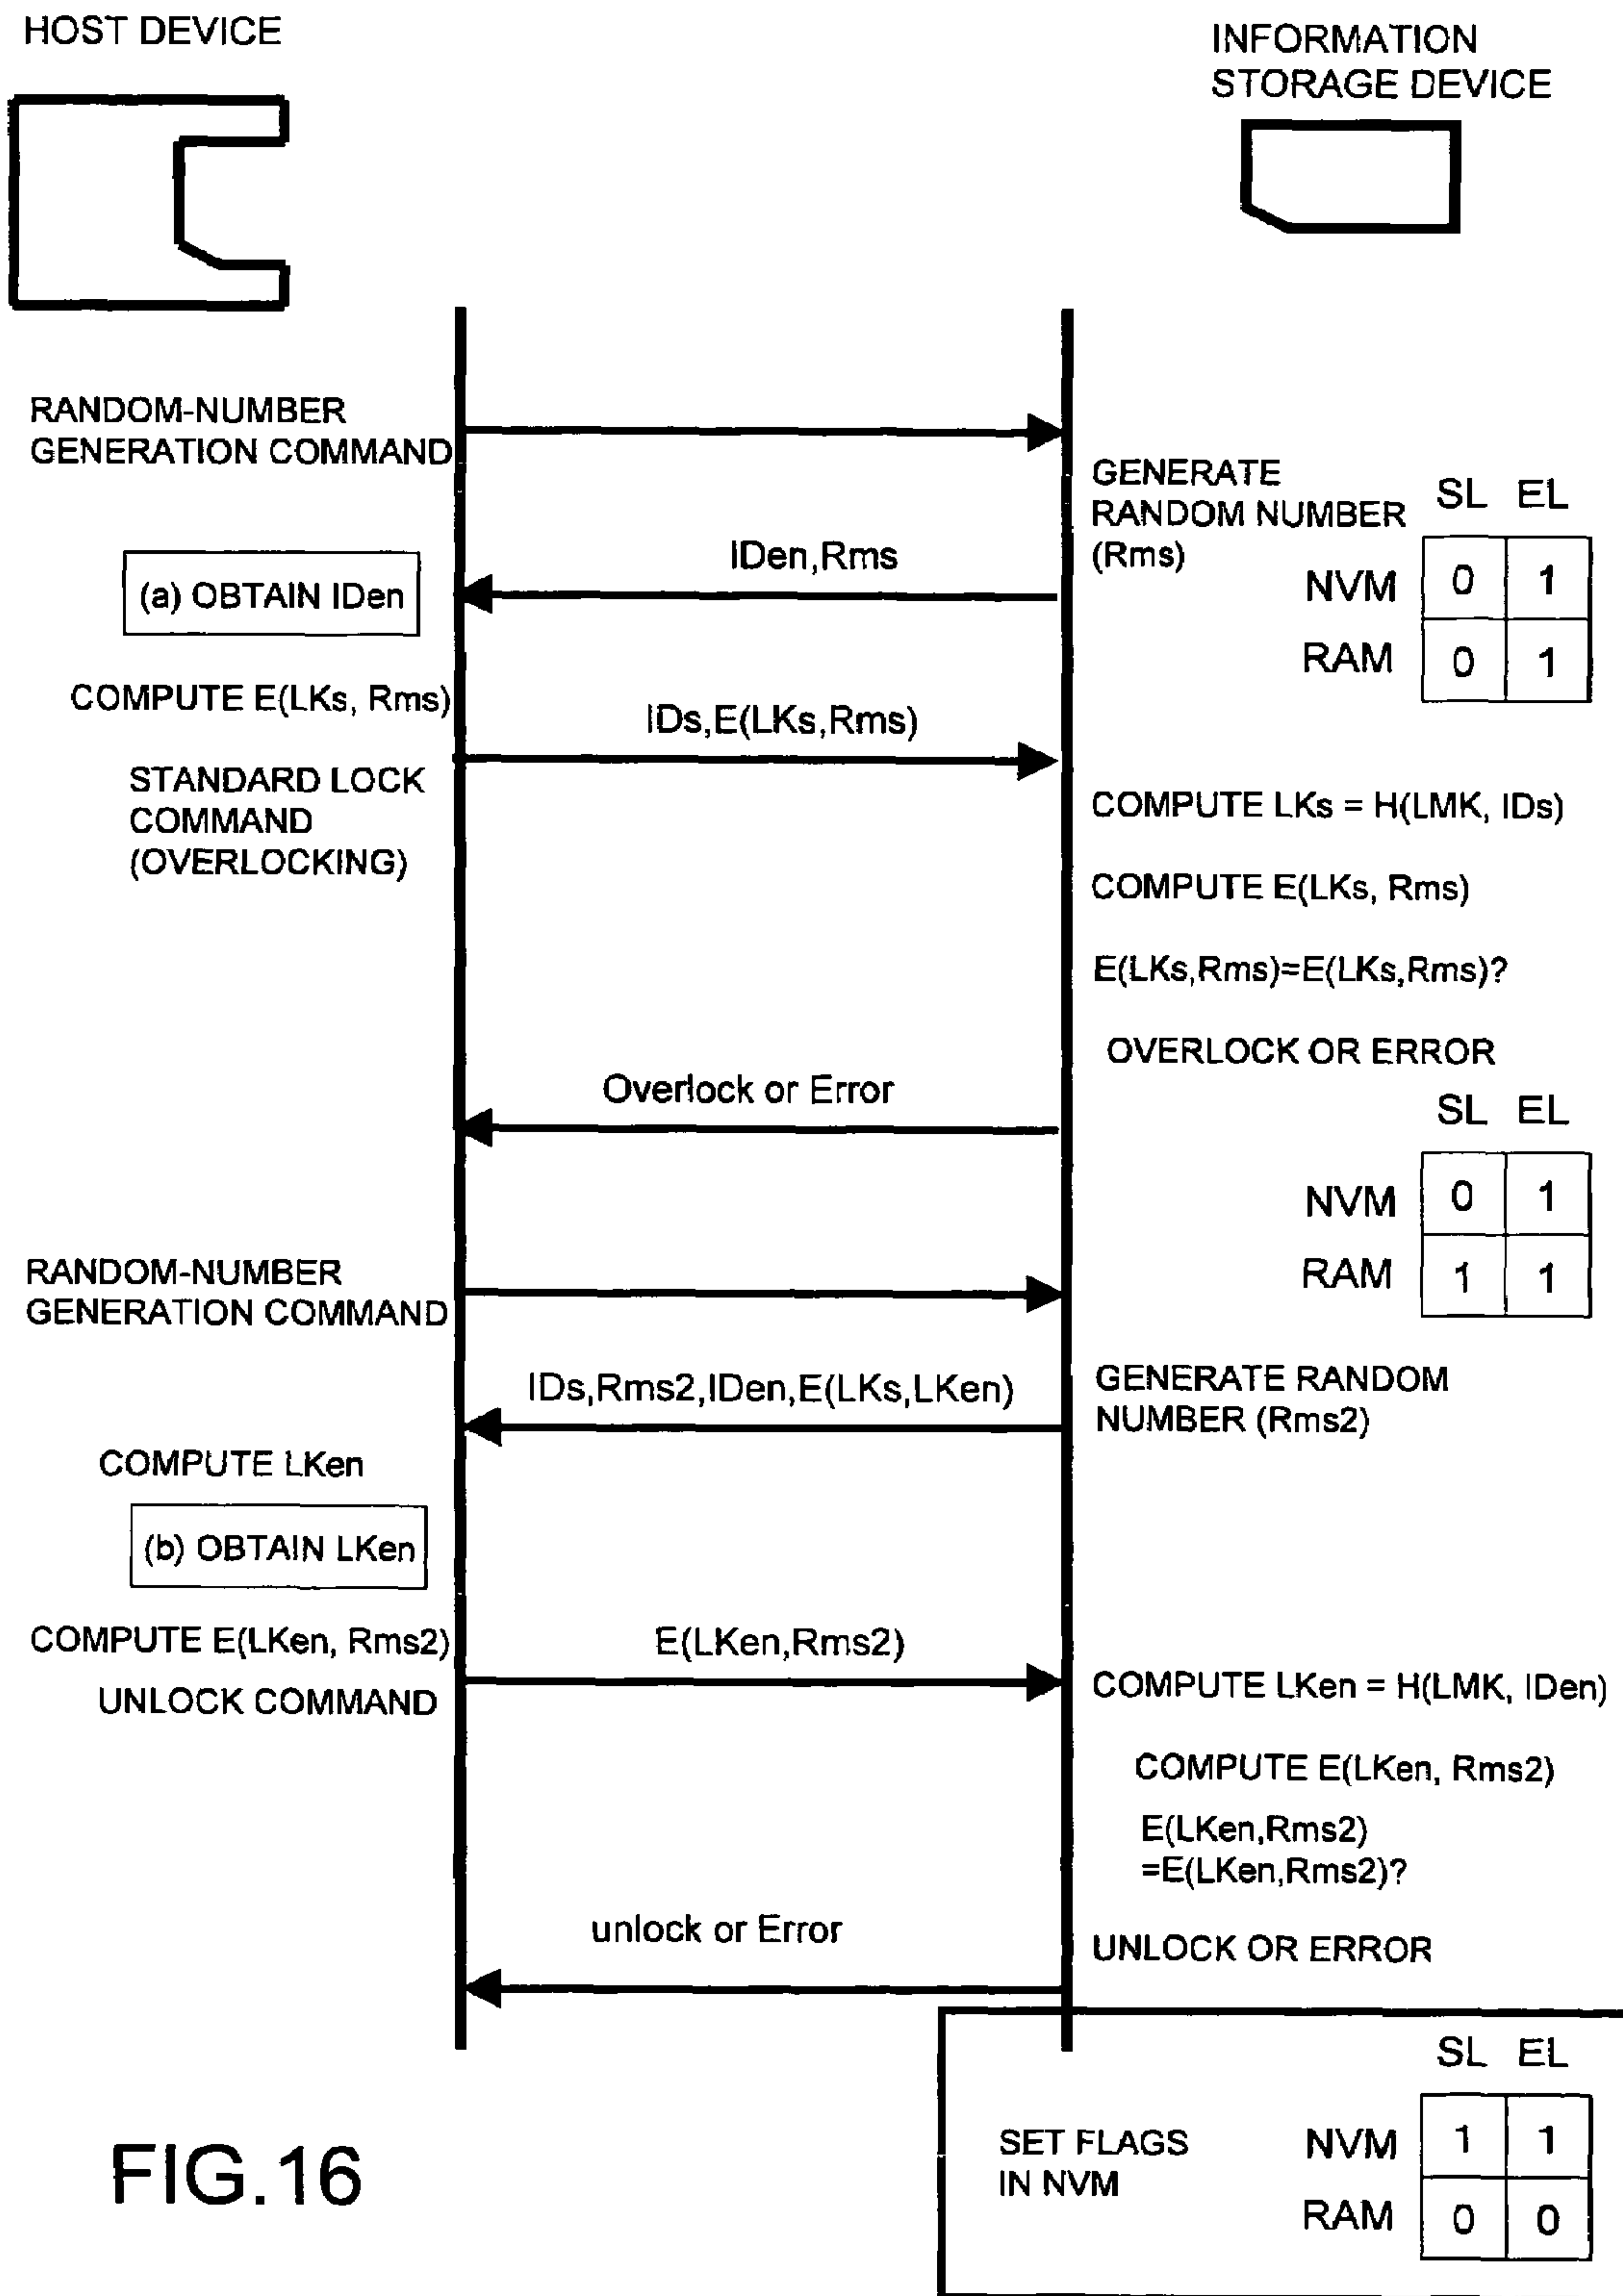 HOST DEVICE
INFORMATION
STORAGE DEVICE
RANDOM-NUMBER
GENERATION COMMAND
GENERATE
RANDOM NUMBER
(Rms)
SL EL
NVM 0 1
RAM 0 1
IDen,Rms
(a) OBTAIN IDen
COMPUTE E(LKs, Rms)
IDs,E(LKs,Rms)
STANDARD LOCK
COMMAND
(OVERLOCKING)
COMPUTE LKs = H(LMK, IDs)
COMPUTE E(LKs, Rms)
E(LKs,Rms)=E(LKs,Rms)?
OVERLOCK OR ERROR
Overlock or Error
SL EL
NVM 0 1
RAM 1 1
RANDOM-NUMBER
GENERATION COMMAND
IDs,Rms2,IDen,E(LKs,LKen)
GENERATE RANDOM
NUMBER (Rms2)
COMPUTE LKen
(b) OBTAIN LKen
COMPUTE E(LKen, Rms2)
E(LKen,Rms2)
UNLOCK COMMAND
COMPUTE LKen = H(LMK, IDen)
COMPUTE E(LKen, Rms2)
E(LKen,Rms2)
=E(LKen,Rms2)?
unlock or Error
UNLOCK OR ERROR
SL EL
SET FLAGS
IN NVM
NVM 1 1
RAM 0 0
FIG.16